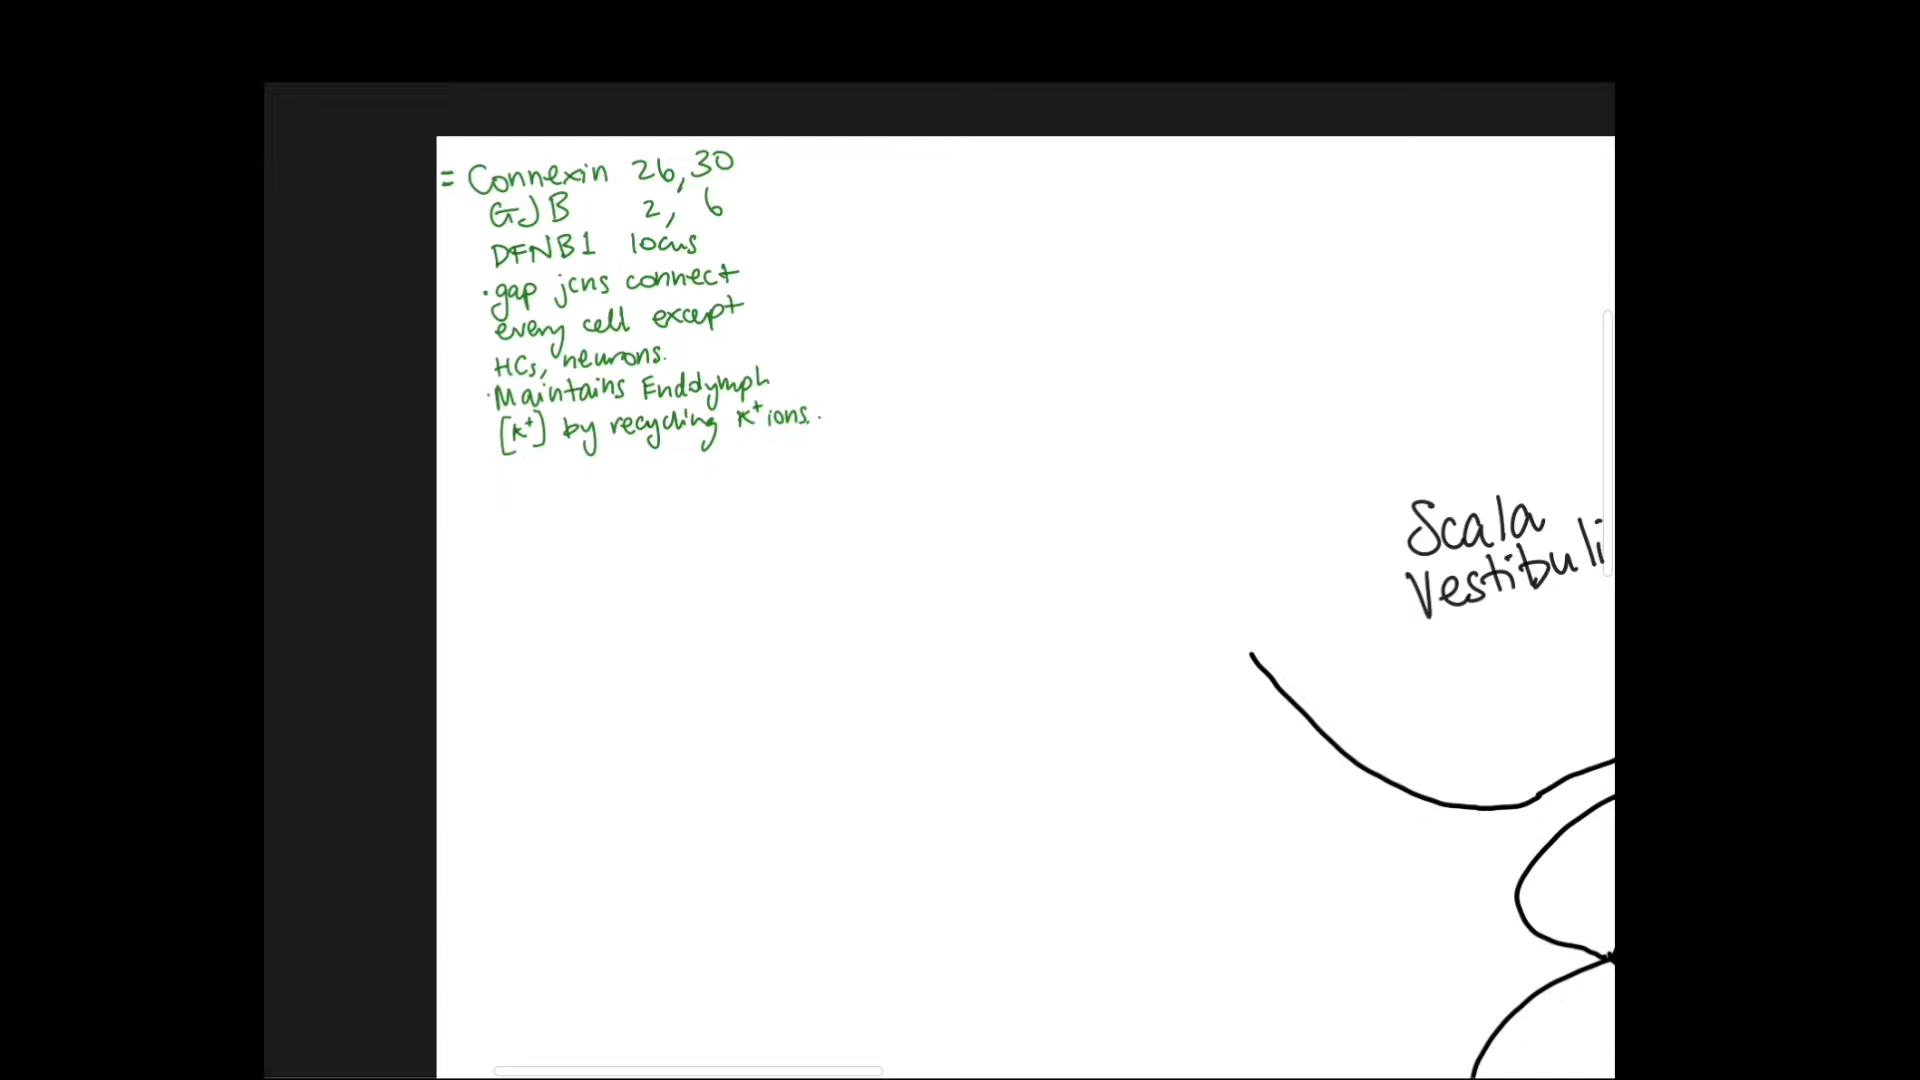 = Connexin 26, 30
GJB 2, 6
DFNB1 locus
• gap jcns connect
every cell except
HCs, neurons.
• Maintains Endolymph
[K+] by recycling K+ ions.
Scala
Vestibuli